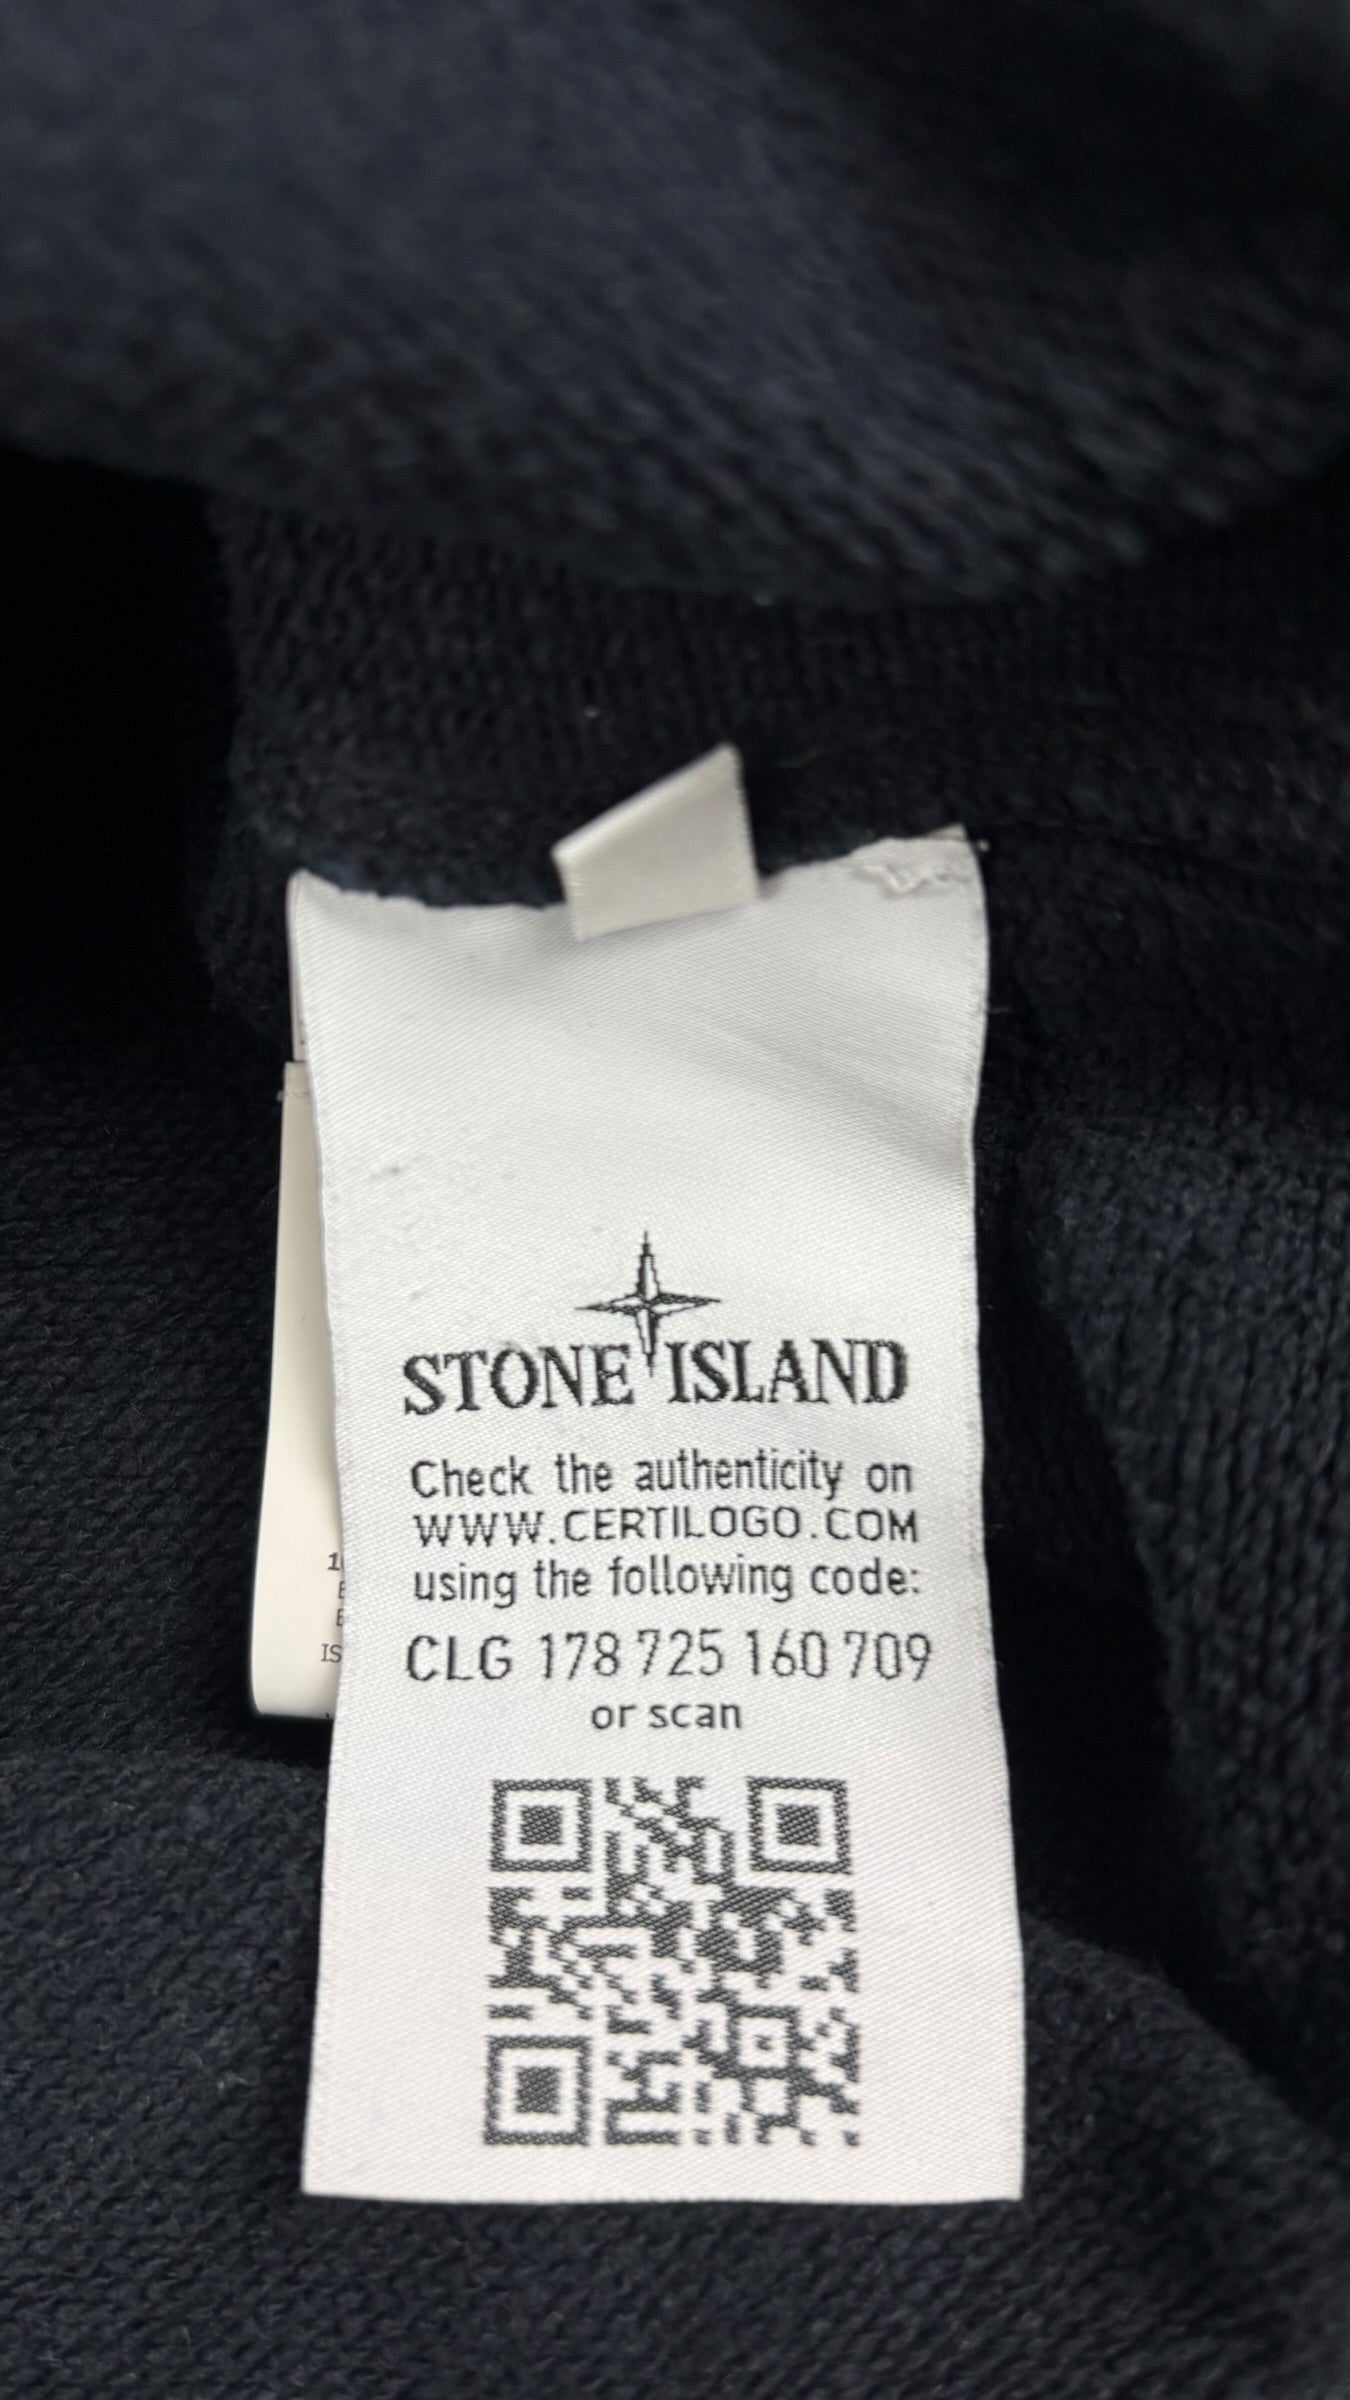 STONE ISLAND
Check the authenticity on
WWW.CERTILOGO.COM
using the following code:
CLG 178 725 160 709
or scan
IS